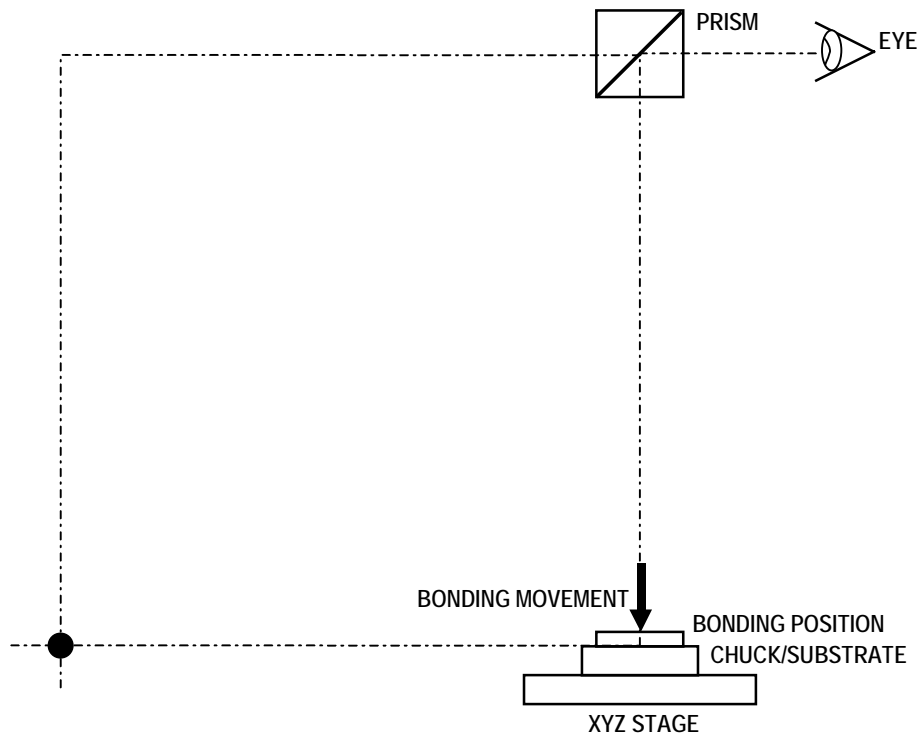 PRISM
EYE
BONDING MOVEMENT
BONDING POSITION
CHUCK/SUBSTRATE
XYZ STAGE